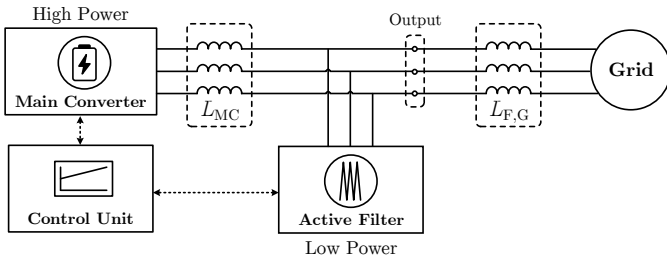 High Power
Output
Main Converter
L_MC
L_F,G
Grid
Control Unit
Active Filter
Low Power